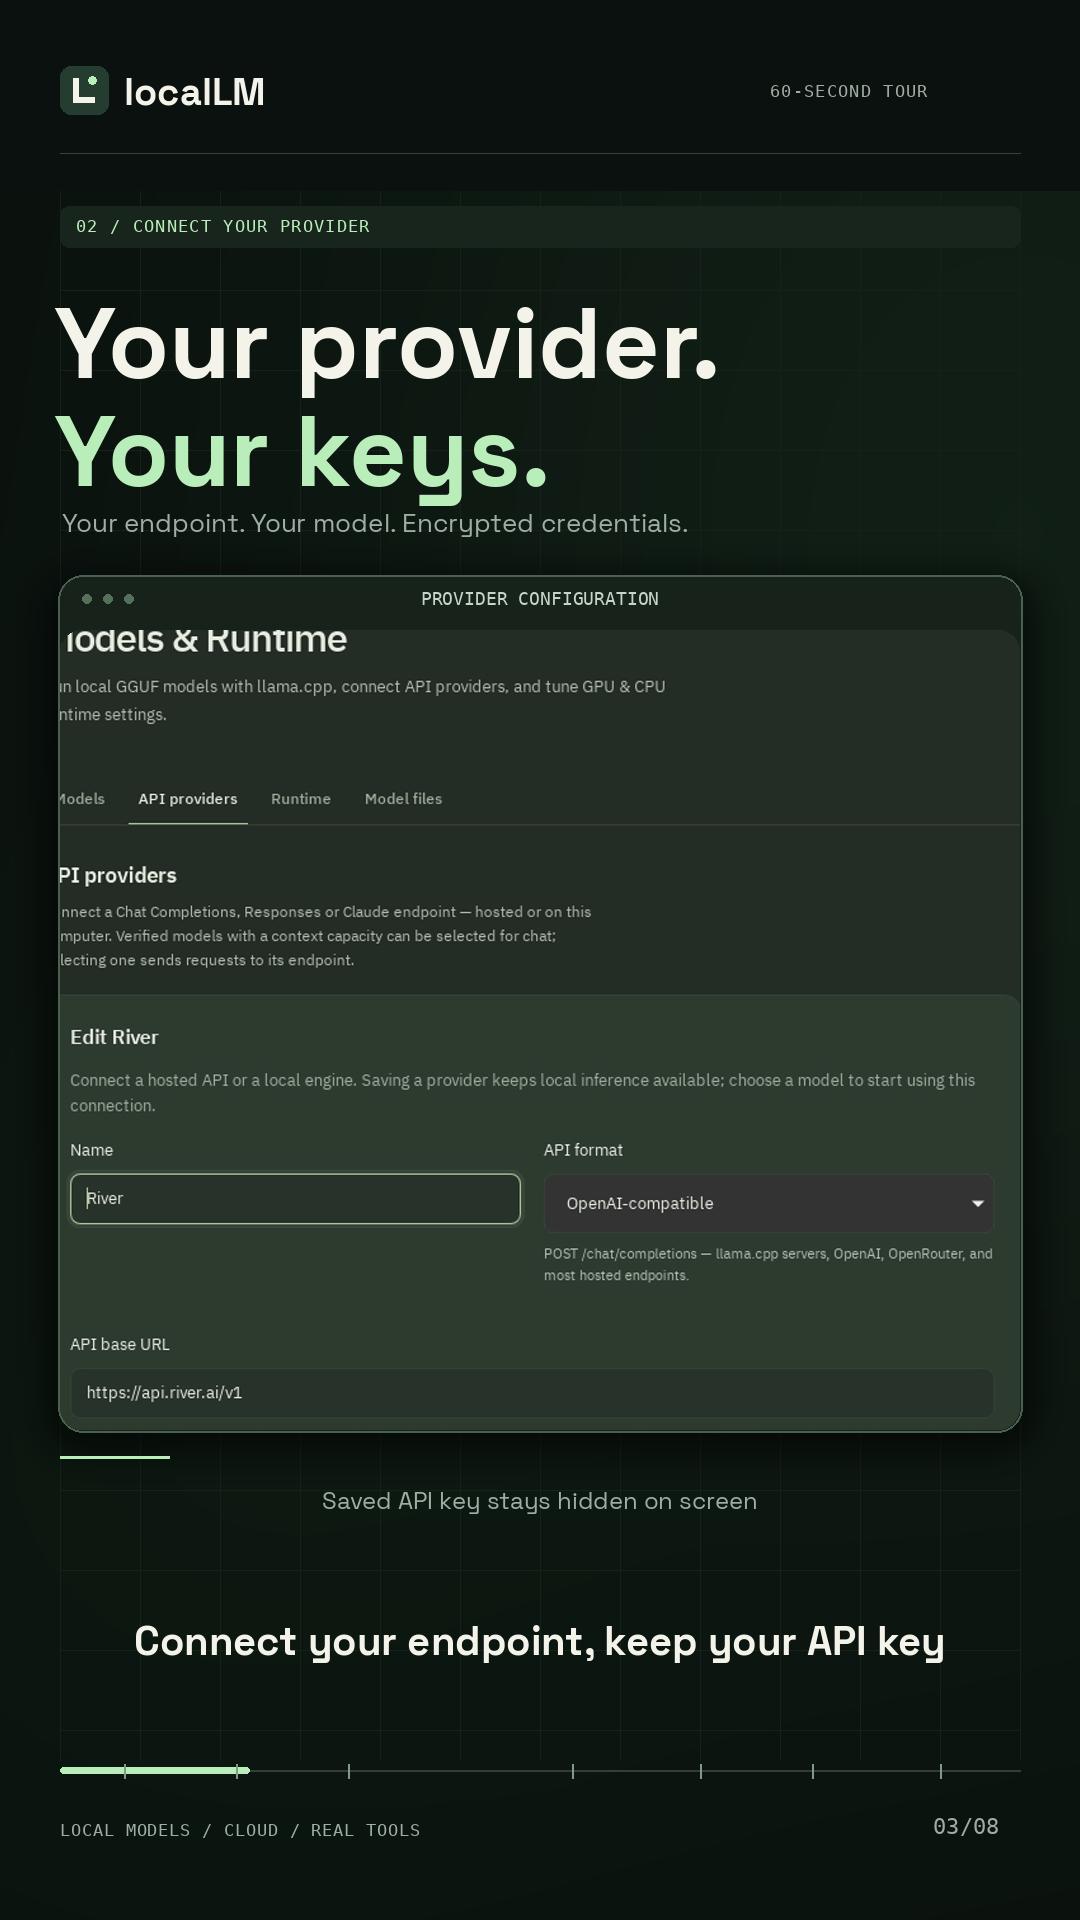 localLM
60-SECOND TOUR
02 / CONNECT YOUR PROVIDER
Your provider.
Your keys.
Your endpoint. Your model. Encrypted credentials.
PROVIDER CONFIGURATION
odels & Runtime
un local GGUF models with llama.cpp, connect API providers, and tune GPU & CPU
ntime settings.
Models API providers Runtime Model files
PI providers
nnect a Chat Completions, Responses or Claude endpoint — hosted or on this
mputer. Verified models with a context capacity can be selected for chat;
lecting one sends requests to its endpoint.
Edit River
Connect a hosted API or a local engine. Saving a provider keeps local inference available; choose a model to start using this
connection.
Name
River
API format
OpenAI-compatible
POST /chat/completions — llama.cpp servers, OpenAI, OpenRouter, and
most hosted endpoints.
API base URL
https://api.river.ai/v1
Saved API key stays hidden on screen
Connect your endpoint, keep your API key
LOCAL MODELS / CLOUD / REAL TOOLS
03/08